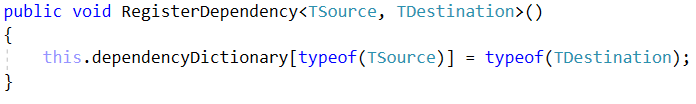 public void RegisterDependency<TSource, TDestination>()
{
    this.dependencyDictionary[typeof(TSource)] = typeof(TDestination);
}